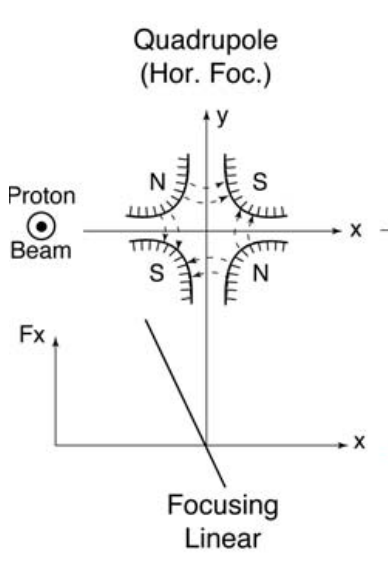 Quadrupole
(Hor. Foc.)
y
N
S
Proton
Beam
x
S
N
Fx
x
Focusing
Linear